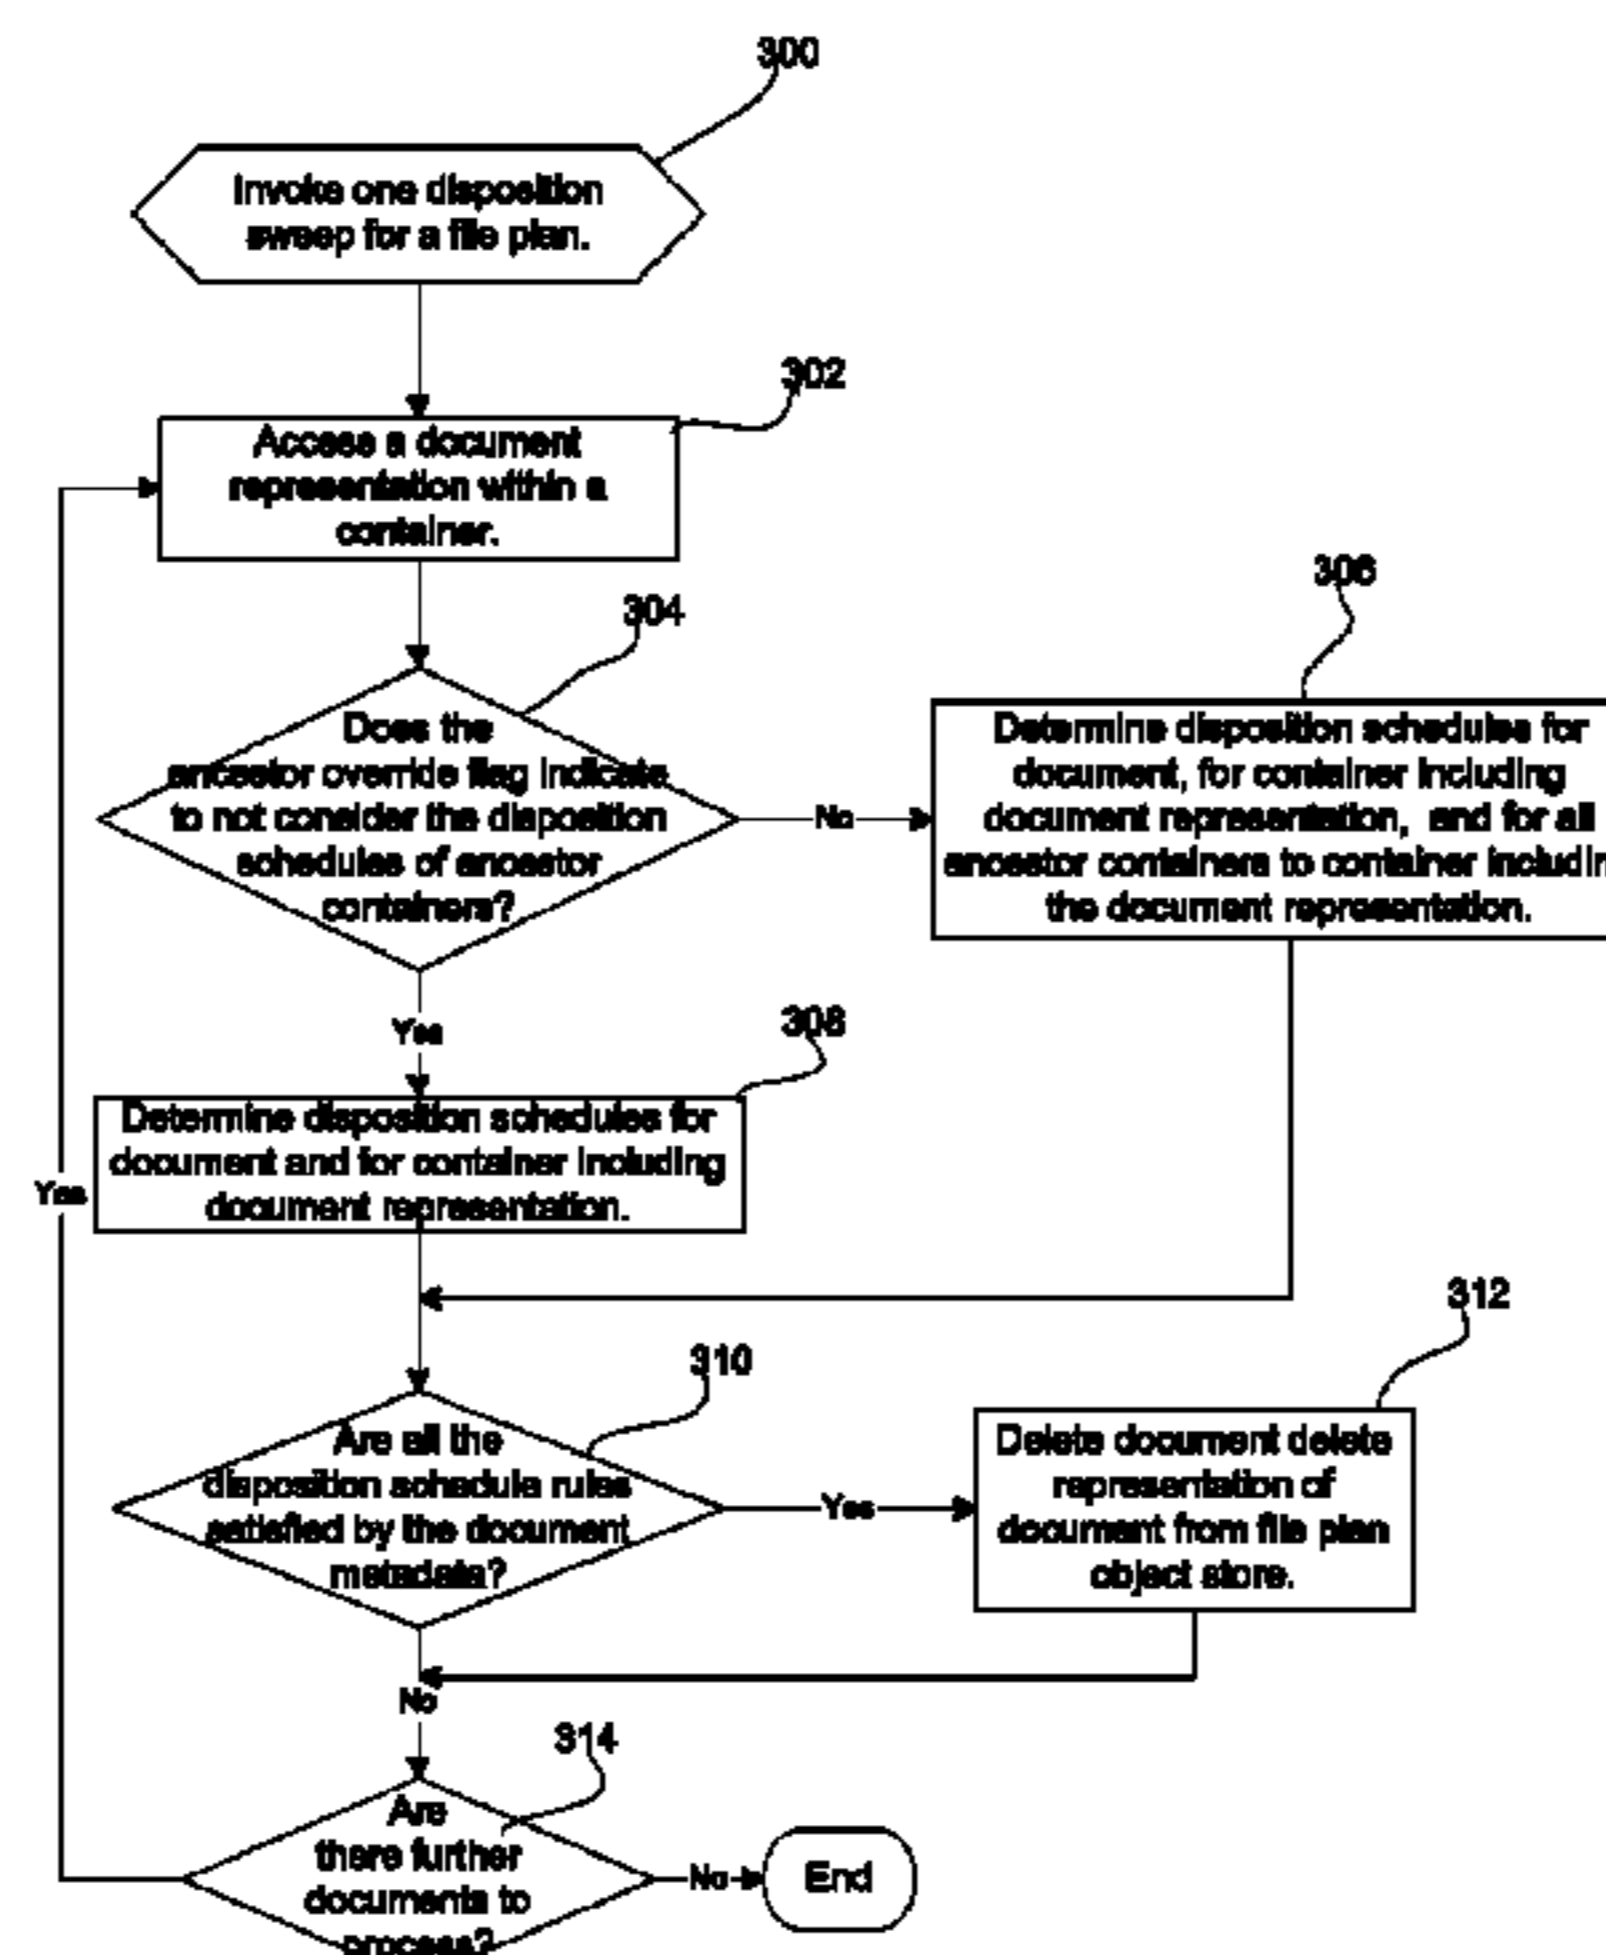 300
Invoke one disposition
sweep for a file plan.
302
Access a document
representation within a
container.
304
Does the
ancestor override flag indicate
to not consider the disposition
schedules of ancestor
containers?
No
306
Determine disposition schedules for
document, for container including
document representation, and for all
ancestor containers to container includin
the document representation.
Yes
308
Determine disposition schedules for
document and for container including
document representation.
Yes
310
Are all the
disposition schedule rules
satisfied by the document
metadata?
Yes
312
Delete document delete
representation of
document from file plan
object store.
No
314
Are
there further
documents to
process?
No
End